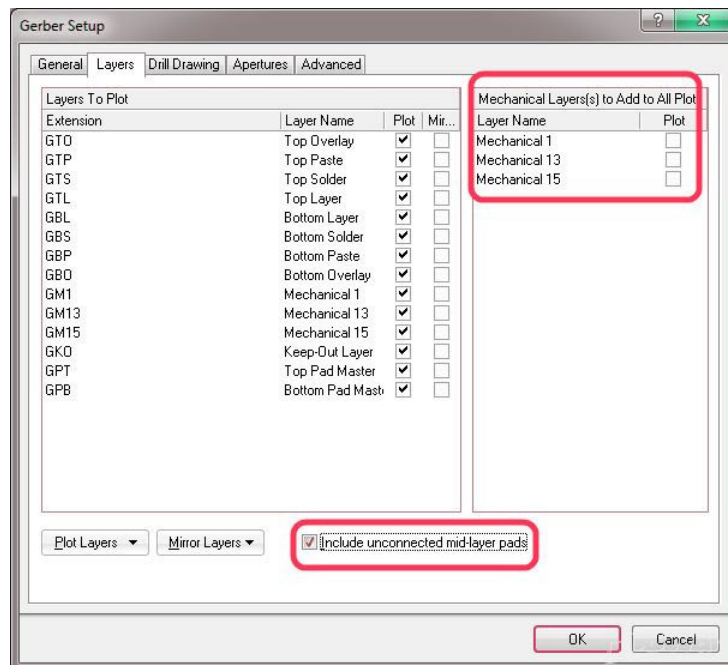 Gerber Setup
General Layers Drill Drawing Apertures Advanced
Layers To Plot
Extension Layer Name Plot Mir...
GTO Top Overlay
GTP Top Paste
GTS Top Solder
GTL Top Layer
GBL Bottom Layer
GBS Bottom Solder
GBP Bottom Paste
GBO Bottom Overlay
GM1 Mechanical 1
GM13 Mechanical 13
GM15 Mechanical 15
GKO Keep-Out Layer
GPT Top Pad Master
GPB Bottom Pad Mast
Mechanical Layers(s) to Add to All Plot
Layer Name Plot
Mechanical 1
Mechanical 13
Mechanical 15
Plot Layers Mirror Layers Include unconnected mid-layer pads
OK Cancel